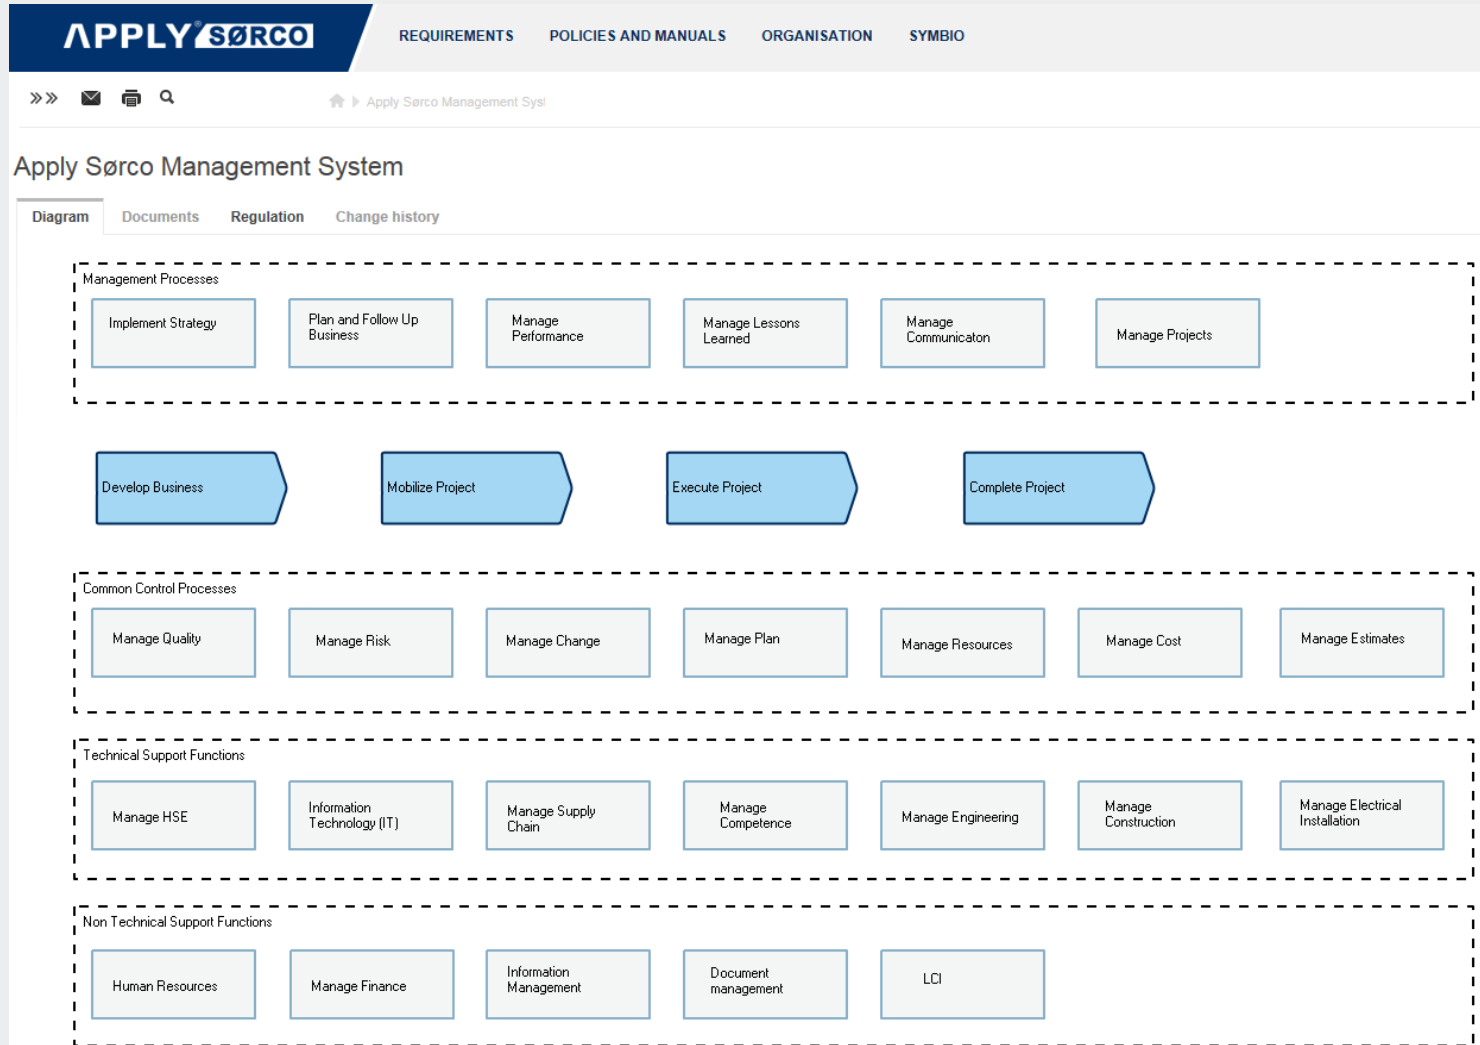 APPLY® SØRCO
REQUIREMENTS POLICIES AND MANUALS ORGANISATION SYMBIO
Apply Sørco Management Syst
Apply Sørco Management System
Diagram Documents Regulation Change history
Management Processes
Implement Strategy
Plan and Follow Up
Business
Manage
Performance
Manage Lessons
Learned
Manage
Communicaton
Manage Projects
Develop Business
Mobilize Project
Execute Project
Complete Project
Common Control Processes
Manage Quality
Manage Risk
Manage Change
Manage Plan
Manage Resources
Manage Cost
Manage Estimates
Technical Support Functions
Manage HSE
Information
Technology (IT)
Manage Supply
Chain
Manage
Competence
Manage Engineering
Manage
Construction
Manage Electrical
Installation
Non Technical Support Functions
Human Resources
Manage Finance
Information
Management
Document
management
LCI